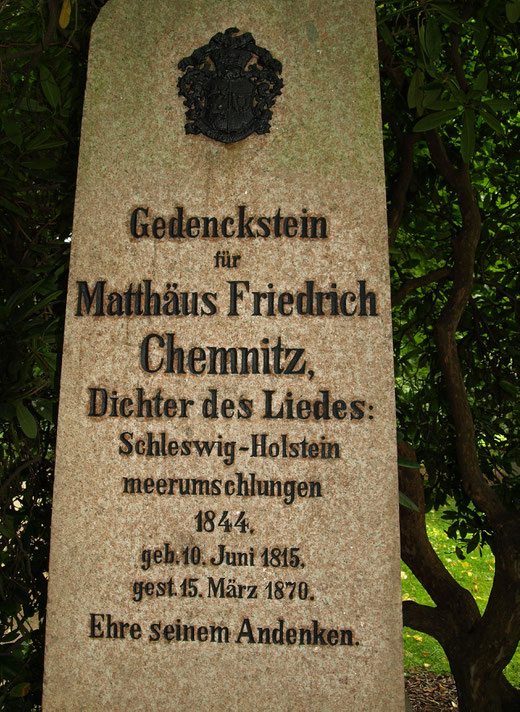 Gedenckstein
für
Matthäus Friedrich
Chemnitz,
Dichter des Liedes:
Schleswig-Holstein
meerumschlungen
1844.
geb. 10. Juni 1815.
gest. 15. März 1870.
Ehre seinem Andenken.